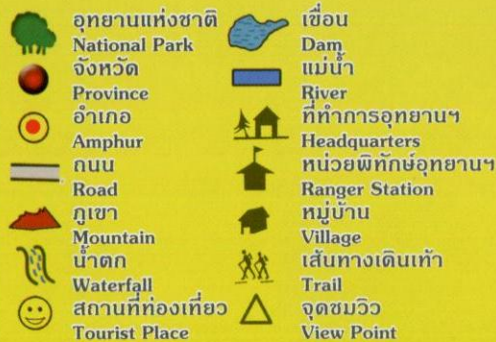 อุทยานแห่งชาติ
National Park
จังหวัด
Province
อำเภอ
Amphur
ถนน
Road
ภูเขา
Mountain
น้ำตก
Waterfall
สถานที่ท่องเที่ยว
Tourist Place
เขื่อน
Dam
แม่น้ำ
River
ที่ทำการอุทยานฯ
Headquarters
หน่วยพิทักษ์อุทยานฯ
Ranger Station
หมู่บ้าน
Village
เส้นทางเดินเท้า
Trail
จุดชมวิว
View Point